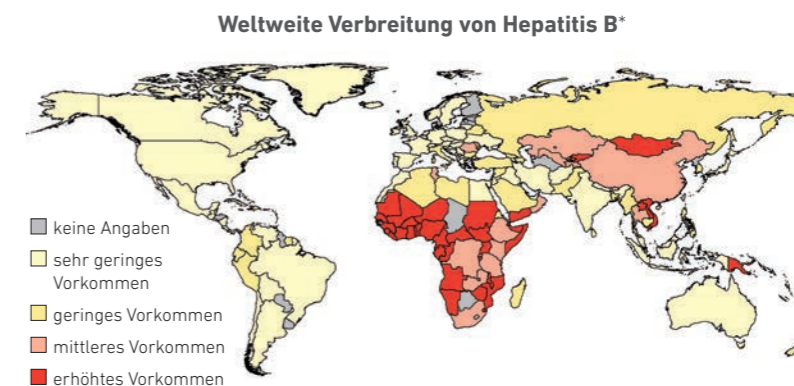 Weltweite Verbreitung von Hepatitis B*
keine Angaben
sehr geringes
Vorkommen
geringes Vorkommen
mittleres Vorkommen
erhöhtes Vorkommen